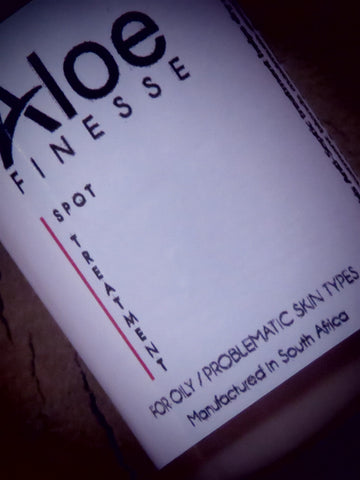 Aloe
FINESSE
SPOT
TREATMENT
FOR OILY / PROBLEMATIC SKIN TYPES
Manufactured in South Africa